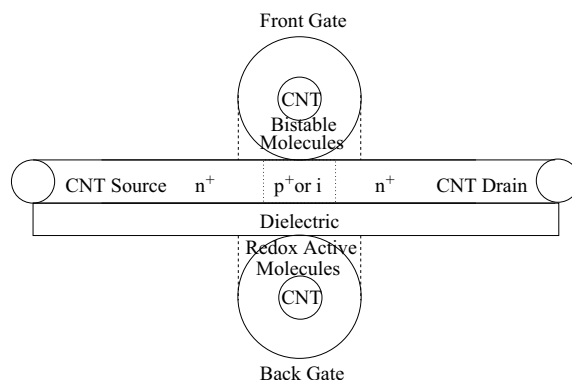 Front Gate
CNT
Bistable
Molecules
CNT Source n+ p+or i n+ CNT Drain
Dielectric
Redox Active
Molecules
CNT
Back Gate